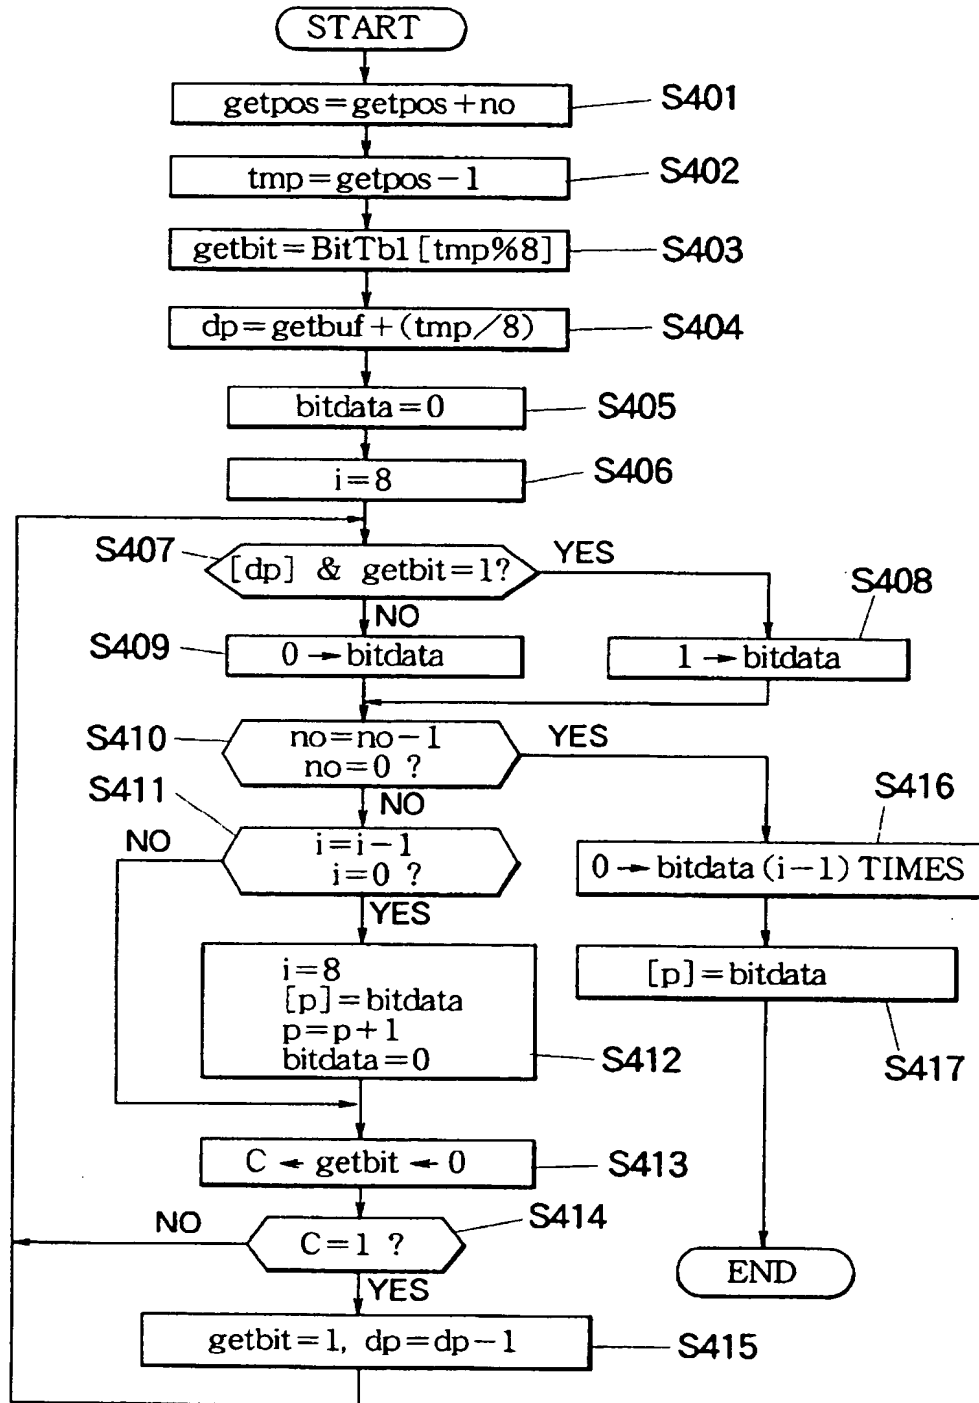 START
getpos=getpos+no
S401
tmp=getpos-1
S402
getbit=BitTbl[tmp%8]
S403
dp=getbuf+(tmp/8)
S404
bitdata=0
S405
i=8
S406
S407
[dp] & getbit=1?
YES
NO
S408
S409
0→bitdata
1→bitdata
S410
no=no-1
no=0 ?
YES
NO
S411
NO
i=i-1
i=0 ?
YES
S416
0→bitdata(i-1) TIMES
i=8
[p]=bitdata
p=p+1
bitdata=0
S412
[p]=bitdata
S417
C←getbit←0
S413
NO
C=1 ?
S414
YES
END
getbit=1, dp=dp-1
S415